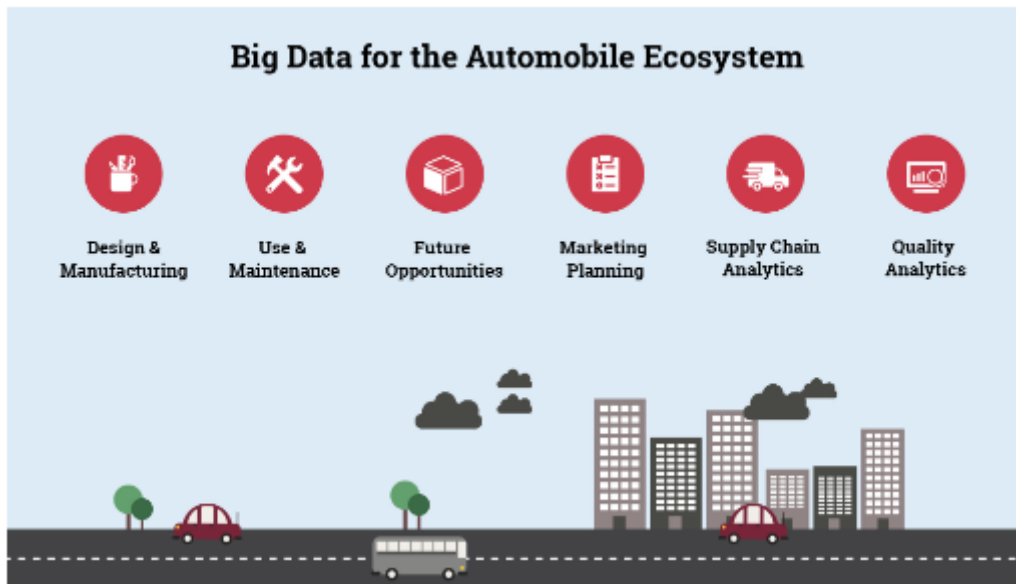 Big Data for the Automobile Ecosystem
Design &
Manufacturing
Use &
Maintenance
Future
Opportunities
Marketing
Planning
Supply Chain
Analytics
Quality
Analytics